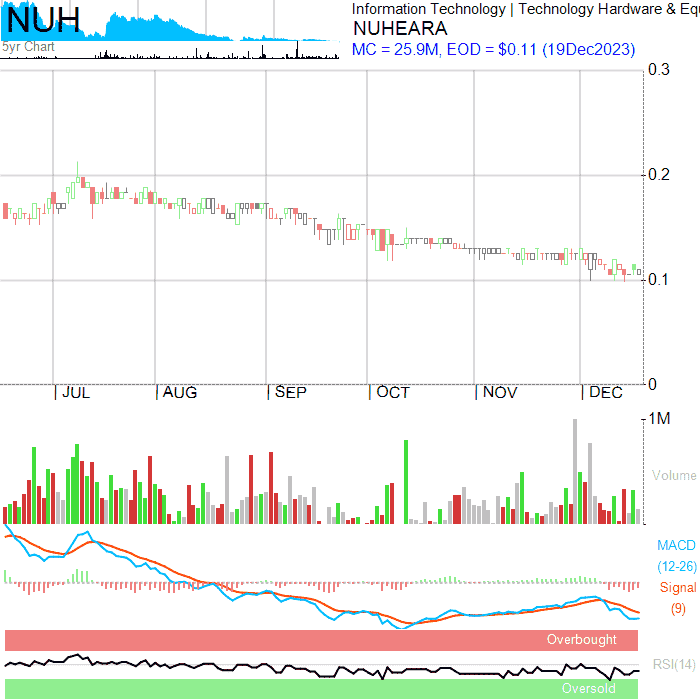 NUH
5yr Chart
Information Technology | Technology Hardware & Equ
NUHEARA
MC = 25.9M, EOD = $0.11 (19Dec2023)
0.3
0.2
0.1
0
JUL
AUG
SEP
OCT
NOV
DEC
1M
Volume
MACD
(12-26)
Signal
(9)
Overbought
RSI(14)
Oversold